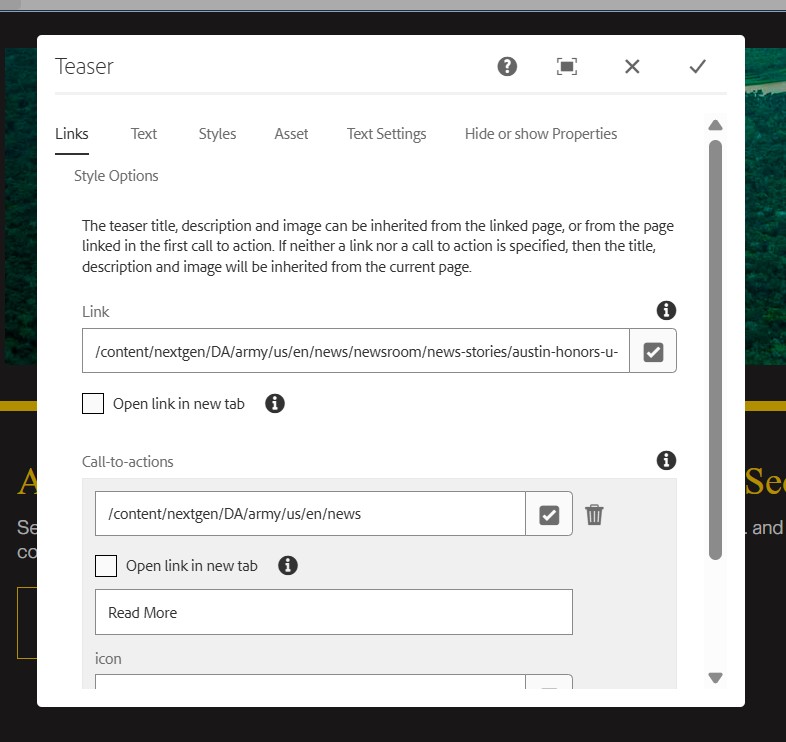 Teaser
Links Text Styles Asset Text Settings Hide or show Properties
Style Options
The teaser title, description and image can be inherited from the linked page, or from the page
linked in the first call to action. If neither a link nor a call to action is specified, then the title,
description and image will be inherited from the current page.
Link
/content/nextgen/DA/army/us/en/news/newsroom/news-stories/austin-honors-u-
Open link in new tab
Call-to-actions
/content/nextgen/DA/army/us/en/news
Open link in new tab
Read More
icon
A
Sec
Se
. and
co